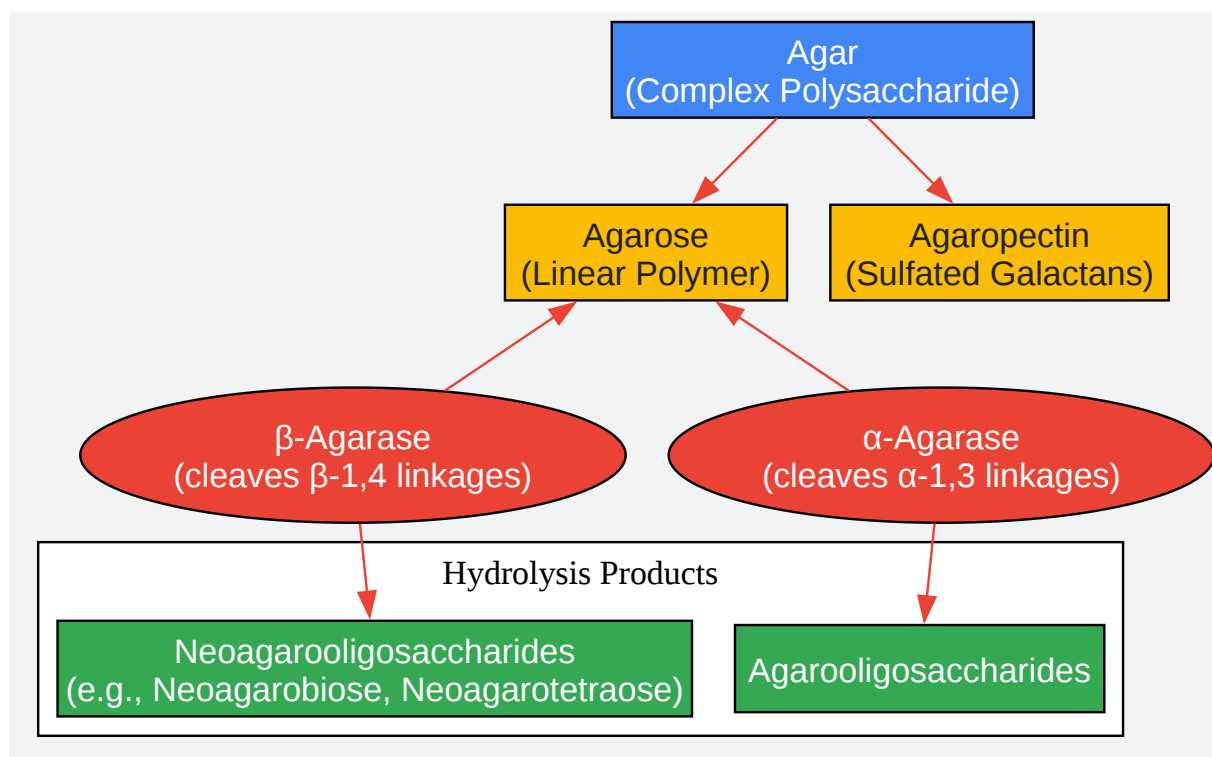 Agar
(Complex Polysaccharide)
Agarose
(Linear Polymer)
Agaropectin
(Sulfated Galactans)
β-Agarase
(cleaves β-1,4 linkages)
α-Agarase
(cleaves α-1,3 linkages)
Hydrolysis Products
Neoagarooligosaccharides
(e.g., Neoagarobiose, Neoagarotetraose)
Agarooligosaccharides